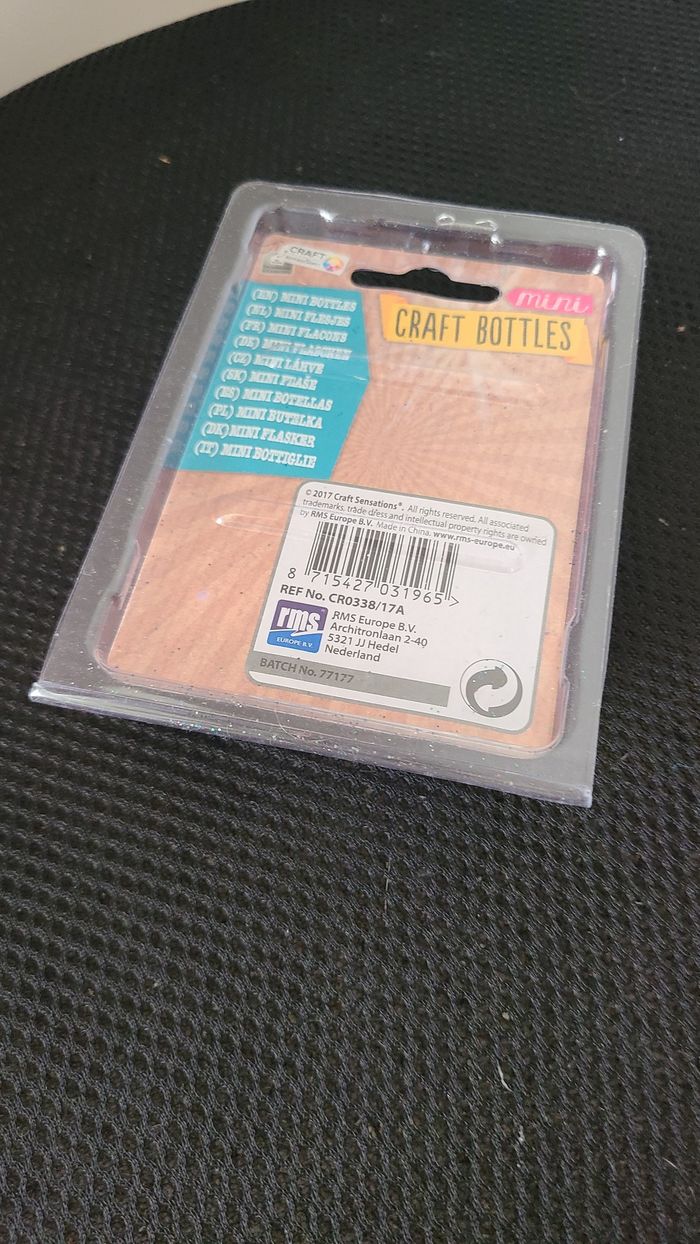 CRAFT
mini
CRAFT BOTTLES
(EN) MINI BOTTLES
(NL) MINI FLESJES
(FR) MINI FLACONS
(DE) MINI FLASCHEN
(CZ) MINI LÁHVE
(SK) MINI FĽAŠE
(ES) MINI BOTELLAS
(PL) MINI BUTELKA
(DK) MINI FLASKER
(IT) MINI BOTTIGLIE
© 2017 Craft Sensations®. All rights reserved. All associated
trademarks, trade dress and intellectual property rights are owned
by RMS Europe B.V. Made in China. www.rms-europe.eu
8 715427 031965 >
REF No. CR0338/17A
rms
EUROPE B.V.
RMS Europe B.V.
Architronlaan 2-40
5321 JJ Hedel
Nederland
BATCH No. 77177